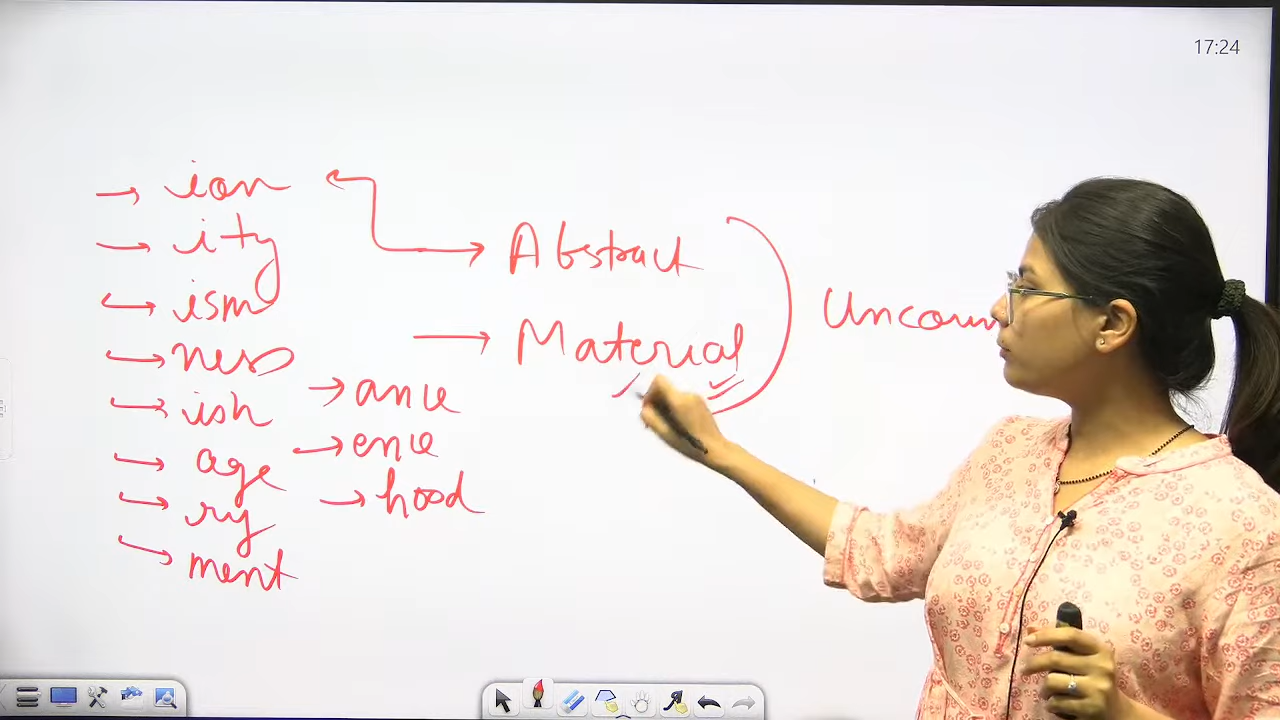 17:24
→ ion
→ ity
→ ism
→ ness
→ ish
→ age
→ ry
→ ment
→ ance
→ ence
→ hood
→ Abstract
→ Material